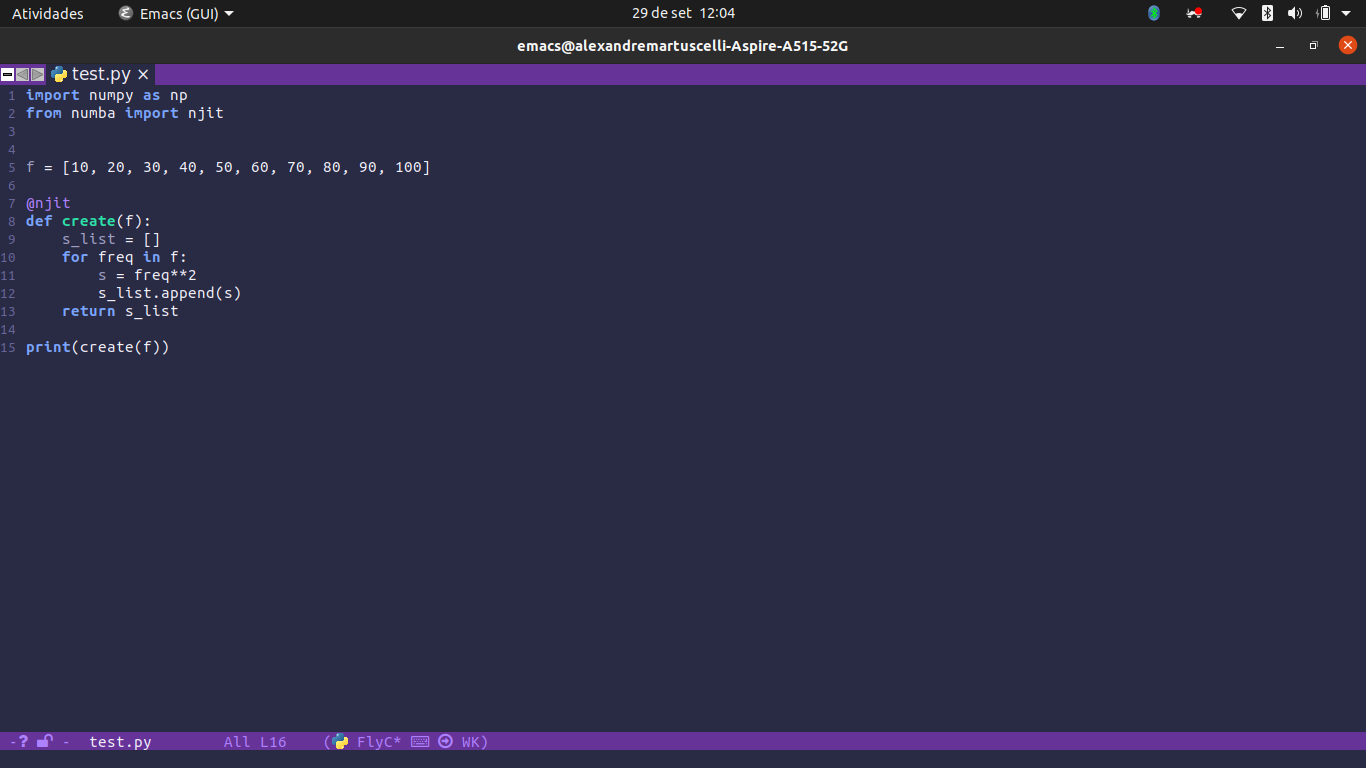 Atividades Emacs (GUI) 29 de set 12:04
emacs@alexandremartuscelli-Aspire-A515-52G
test.py ×
1 import numpy as np
2 from numba import njit
3
4
5 f = [10, 20, 30, 40, 50, 60, 70, 80, 90, 100]
6
7 @njit
8 def create(f):
9     s_list = []
10     for freq in f:
11         s = freq**2
12         s_list.append(s)
13     return s_list
14
15 print(create(f))
-? - test.py All L16 ( FlyC* WK)